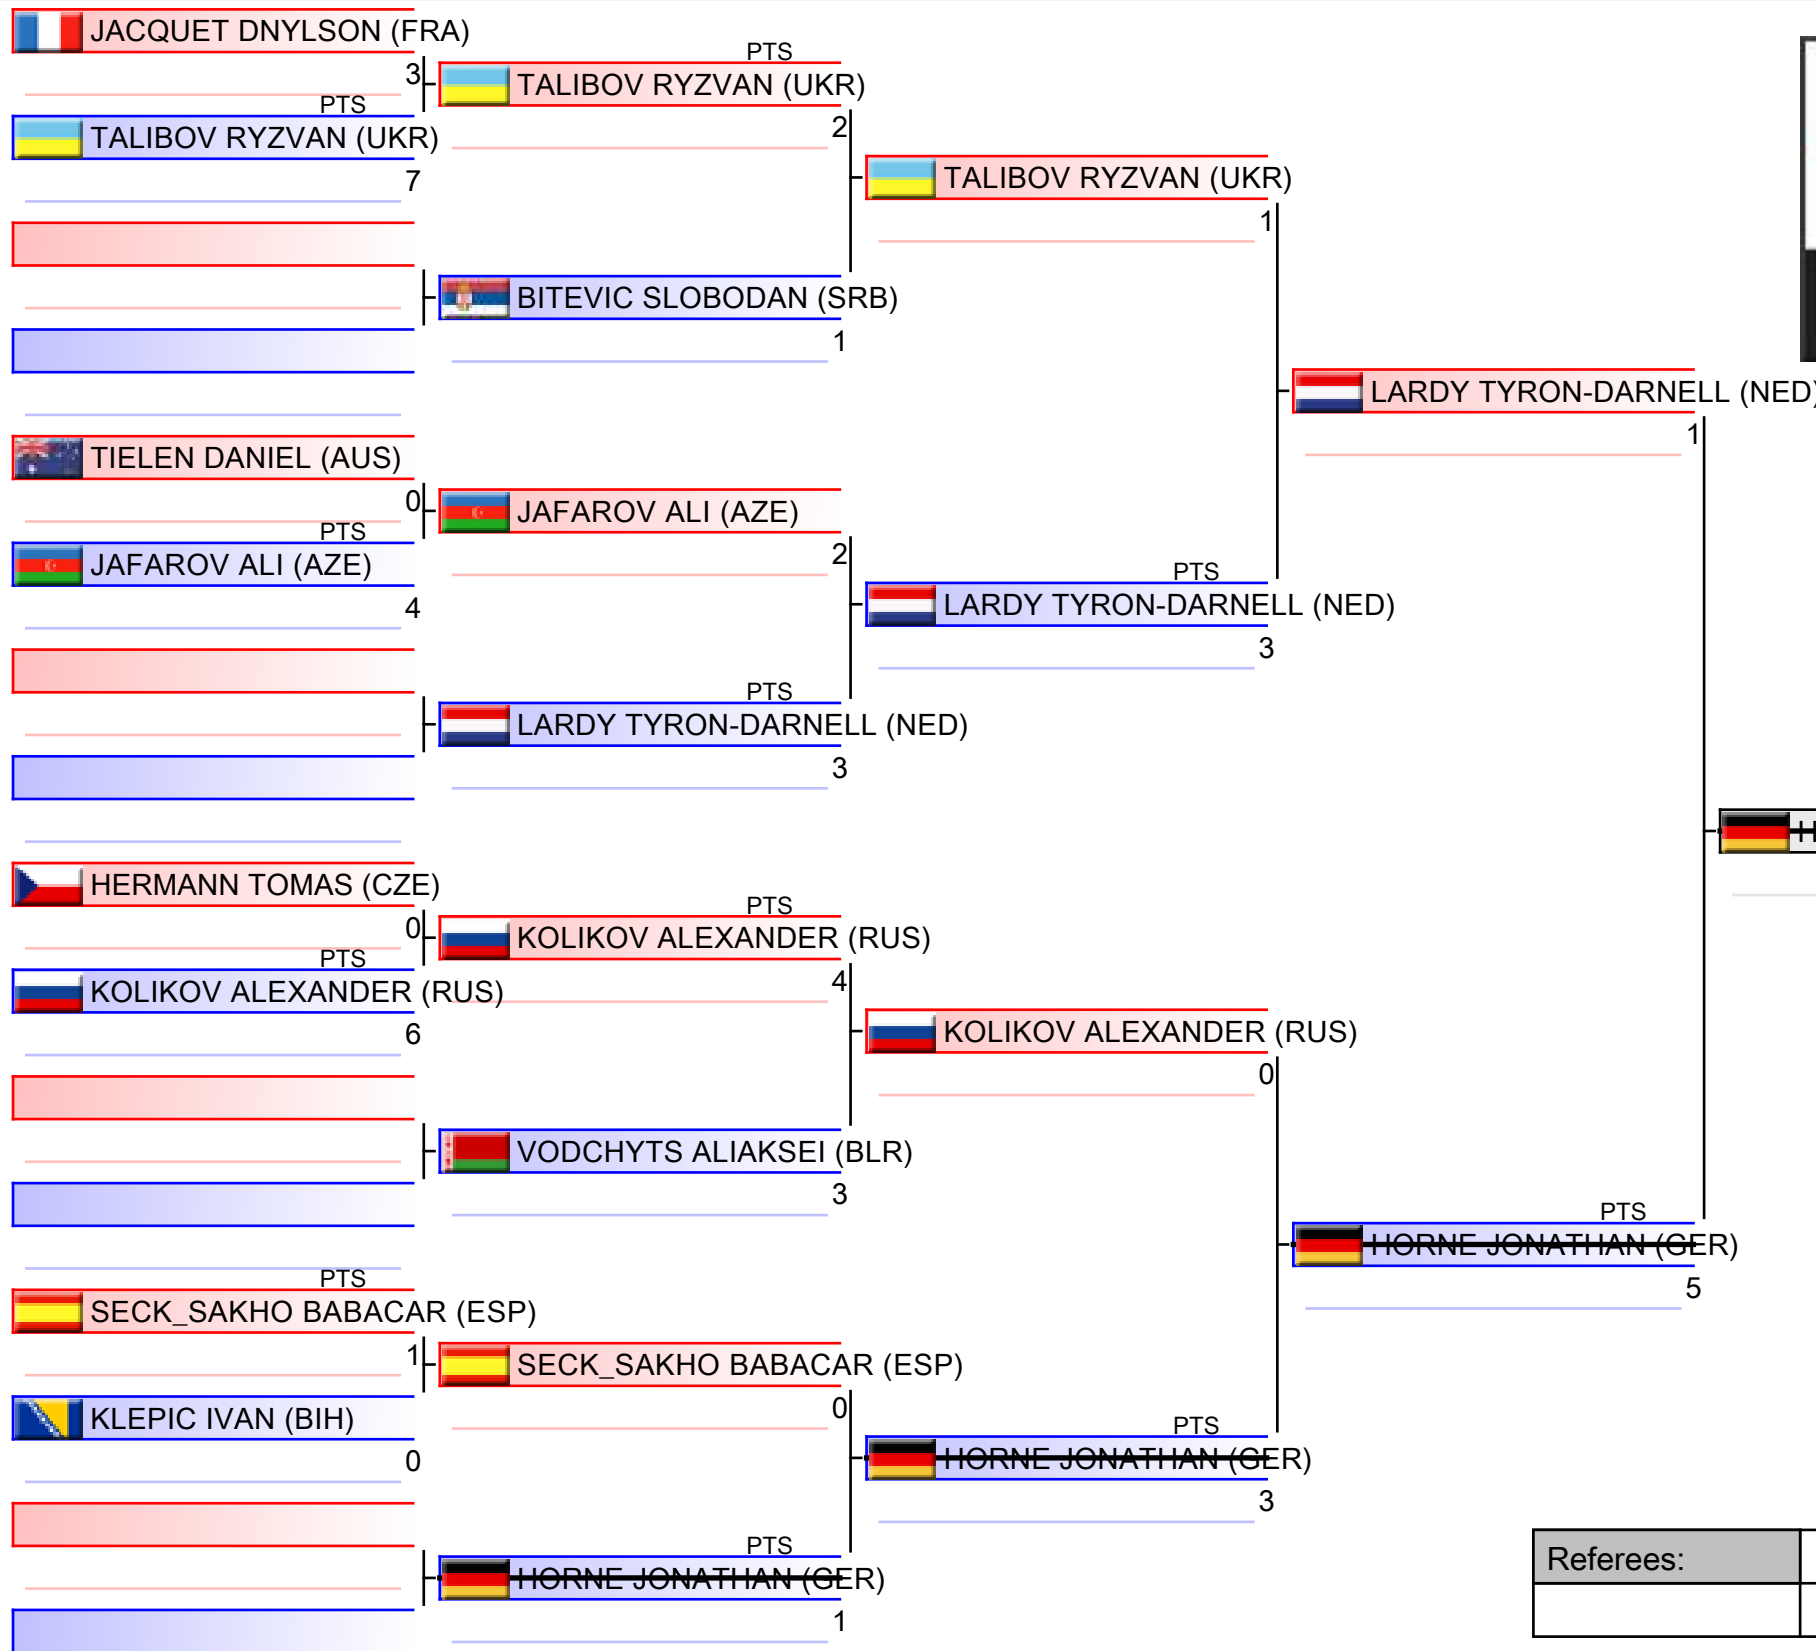 JACQUET DNYLSON (FRA)
3
PTS
TALIBOV RYZVAN (UKR)
7
TIELEN DANIEL (AUS)
0
PTS
JAFAROV ALI (AZE)
4
HERMANN TOMAS (CZE)
0
PTS
KOLIKOV ALEXANDER (RUS)
6
PTS
SECK_SAKHO BABACAR (ESP)
1
KLEPIC IVAN (BIH)
0
PTS
TALIBOV RYZVAN (UKR)
2
BITEVIC SLOBODAN (SRB)
1
JAFAROV ALI (AZE)
2
PTS
LARDY TYRON-DARNELL (NED)
3
PTS
KOLIKOV ALEXANDER (RUS)
4
VODCHYTS ALIAKSEI (BLR)
3
SECK_SAKHO BABACAR (ESP)
0
PTS
HORNE JONATHAN (GER)
1
TALIBOV RYZVAN (UKR)
1
PTS
LARDY TYRON-DARNELL (NED)
3
KOLIKOV ALEXANDER (RUS)
0
PTS
HORNE JONATHAN (GER)
3
LARDY TYRON-DARNELL (NED)
1
PTS
HORNE JONATHAN (GER)
5
Referees: